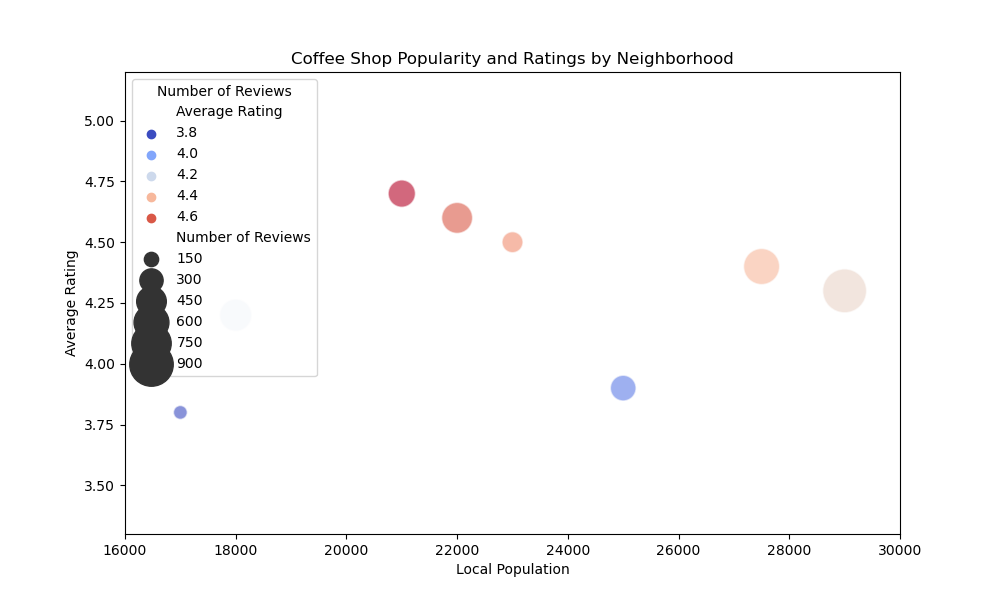 Coffee Shop Popularity and Ratings by Neighborhood
Number of Reviews
Average Rating
3.8
4.0
4.2
4.4
4.6
Number of Reviews
150
300
450
600
750
900
Average Rating
5.00
4.75
4.50
4.25
4.00
3.75
3.50
16000 18000 20000 22000 24000 26000 28000 30000
Local Population